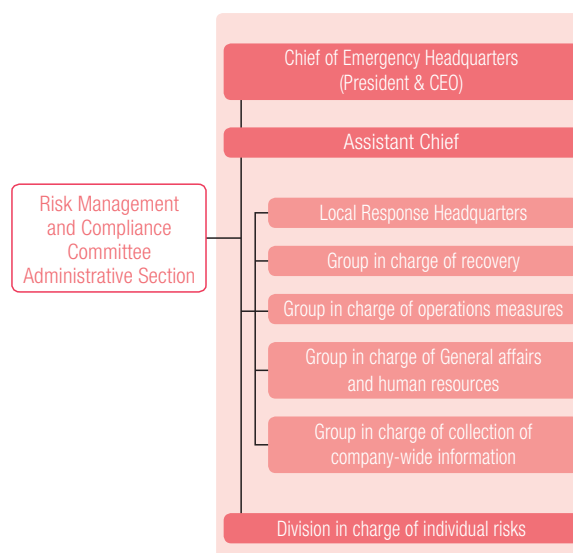 Chief of Emergency Headquarters
(President & CEO)
Assistant Chief
Risk Management
and Compliance
Committee
Administrative Section
Local Response Headquarters
Group in charge of recovery
Group in charge of operations measures
Group in charge of General affairs
and human resources
Group in charge of collection of
company-wide information
Division in charge of individual risks